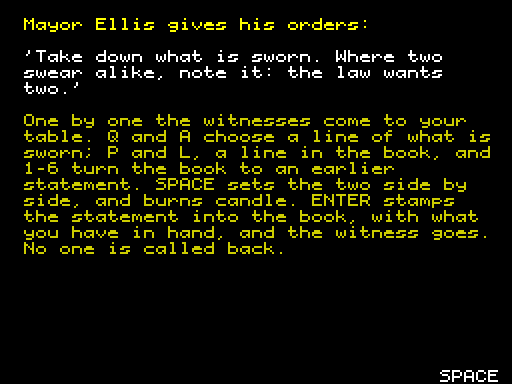 Mayor Ellis gives his orders:
'Take down what is sworn. Where two
swear alike, note it: the law wants
two.'
One by one the witnesses come to your
table. Q and A choose a line of what is
sworn; P and L, a line in the book, and
1-6 turn the book to an earlier
statement. SPACE sets the two side by
side, and burns candle. ENTER stamps
the statement into the book, with what
you have in hand, and the witness goes.
No one is called back.
SPACE